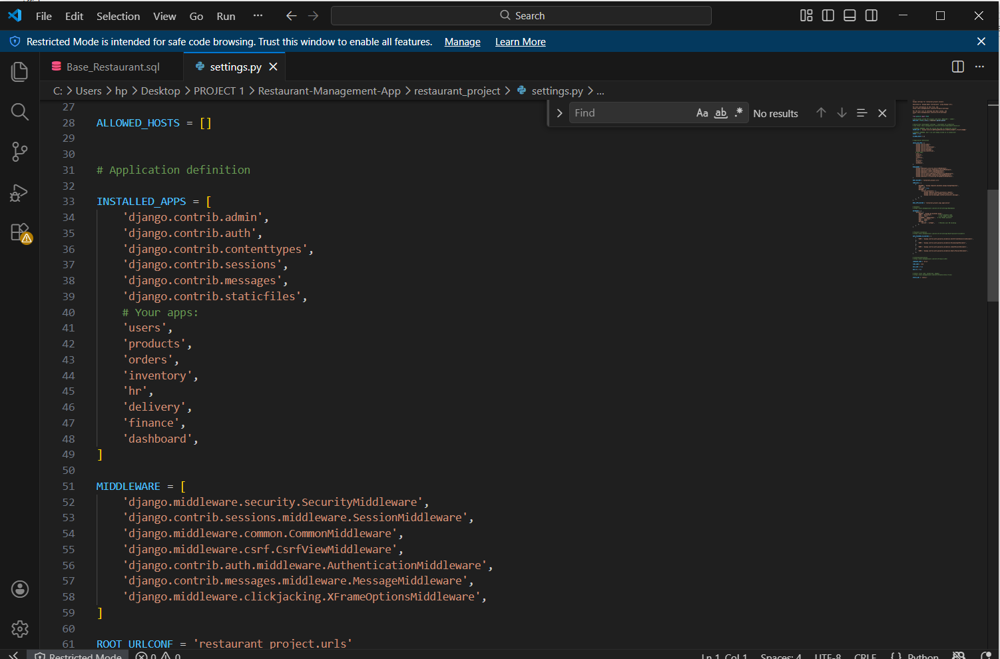 File Edit Selection View Go Run ··· Search
Restricted Mode is intended for safe code browsing. Trust this window to enable all features. Manage Learn More
Base_Restaurant.sql settings.py
C: > Users > hp > Desktop > PROJECT 1 > Restaurant-Management-App > restaurant_project > settings.py > ...
Find Aa ab .* No results
27
28 ALLOWED_HOSTS = []
29
30
31 # Application definition
32
33 INSTALLED_APPS = [
34 'django.contrib.admin',
35 'django.contrib.auth',
36 'django.contrib.contenttypes',
37 'django.contrib.sessions',
38 'django.contrib.messages',
39 'django.contrib.staticfiles',
40 # Your apps:
41 'users',
42 'products',
43 'orders',
44 'inventory',
45 'hr',
46 'delivery',
47 'finance',
48 'dashboard',
49 ]
50
51 MIDDLEWARE = [
52 'django.middleware.security.SecurityMiddleware',
53 'django.contrib.sessions.middleware.SessionMiddleware',
54 'django.middleware.common.CommonMiddleware',
55 'django.middleware.csrf.CsrfViewMiddleware',
56 'django.contrib.auth.middleware.AuthenticationMiddleware',
57 'django.contrib.messages.middleware.MessageMiddleware',
58 'django.middleware.clickjacking.XFrameOptionsMiddleware',
59 ]
60
61 ROOT_URLCONF = 'restaurant_project.urls'
Restricted Mode 0 0 Ln 1, Col 1 Spaces: 4 UTF-8 CRLF {} Python